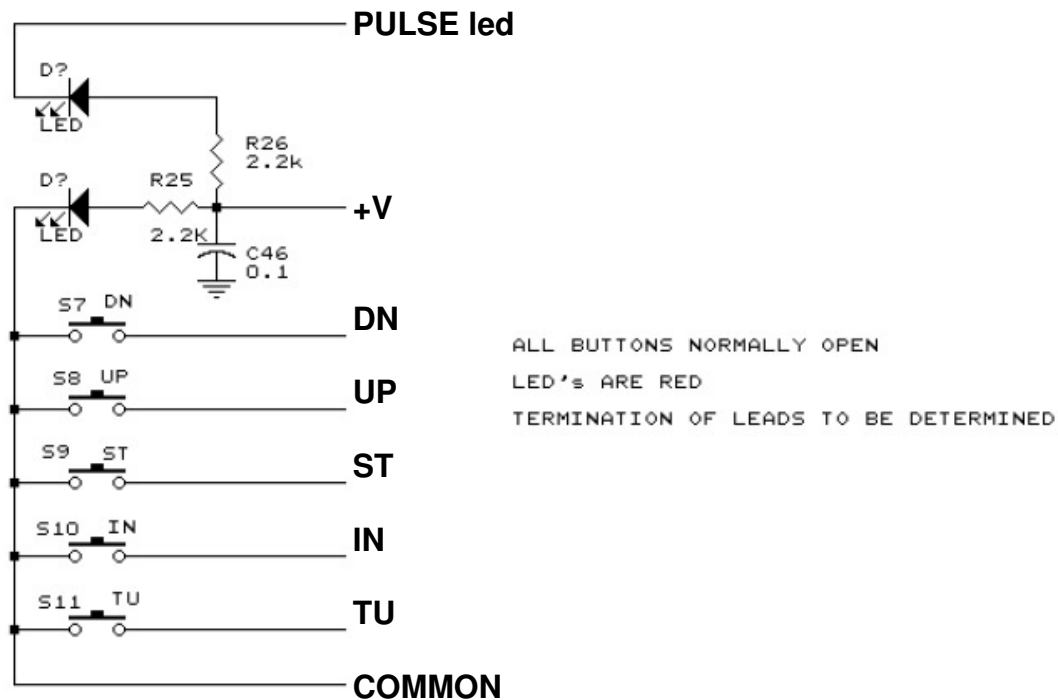 PULSE led
D?
LED
R26
2.2k
D?
R25
+V
LED
2.2K
C46
0.1
S7 DN
DN
ALL BUTTONS NORMALLY OPEN
S8 UP
UP
LED's ARE RED
TERMINATION OF LEADS TO BE DETERMINED
S9 ST
ST
S10 IN
IN
S11 TU
TU
COMMON